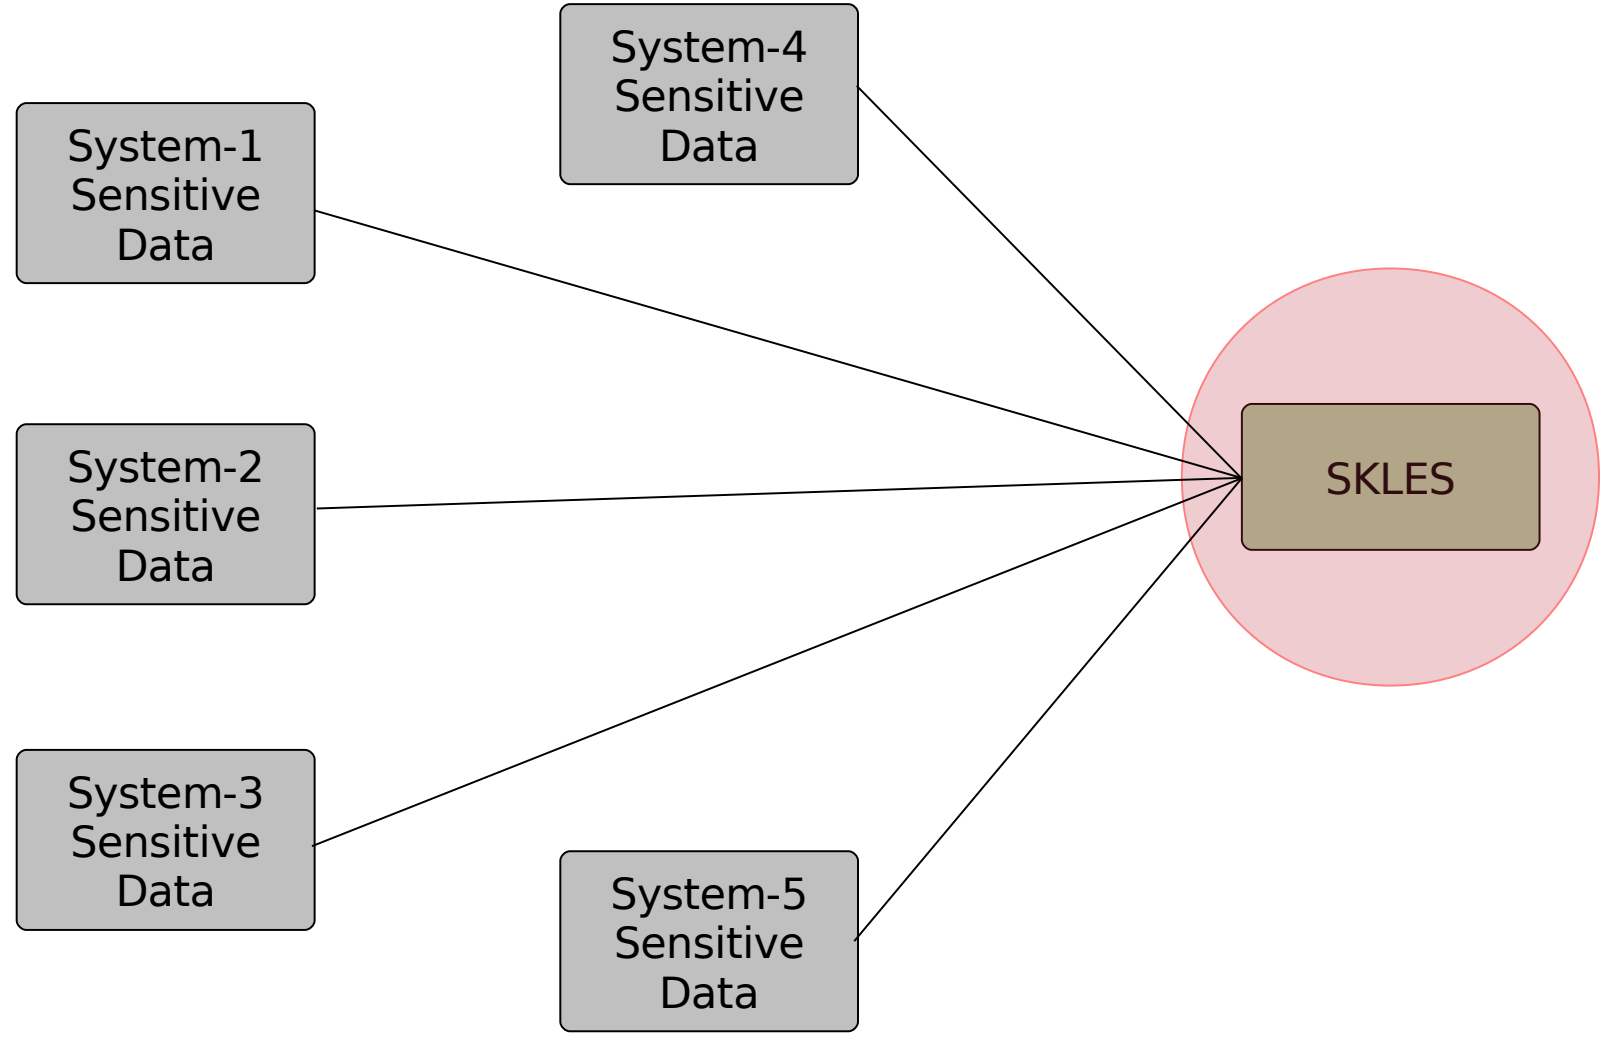 System-4
Sensitive
Data
System-1
Sensitive
Data
System-2
Sensitive
Data
SKLES
System-3
Sensitive
Data
System-5
Sensitive
Data